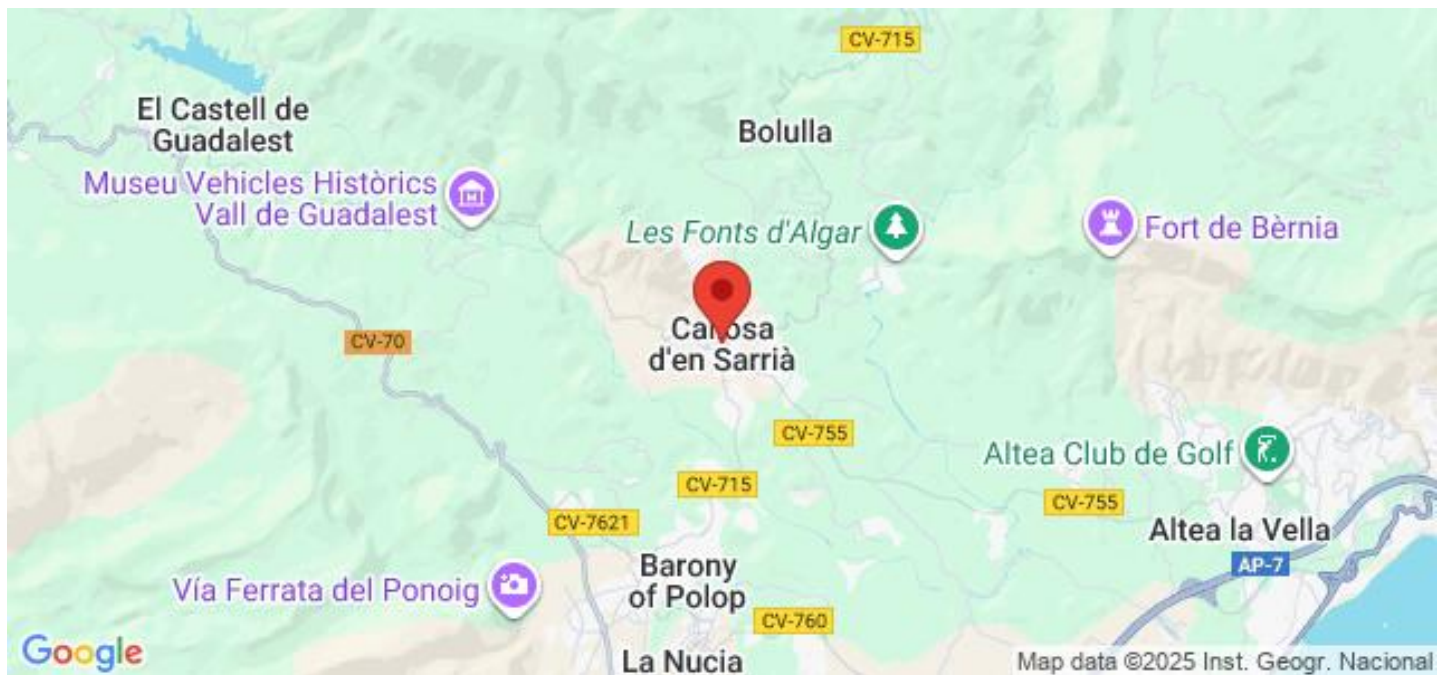 CV-715
El Castell de
Guadalest
Bolulla
Museu Vehicles Històrics
Vall de Guadalest
Les Fonts d'Algar
Fort de Bèrnia
Callosa
d'en Sarrià
CV-70
CV-755
Altea Club de Golf
CV-715
CV-755
CV-7621
Altea la Vella
AP-7
Barony
of Polop
Vía Ferrata del Ponoig
CV-760
La Nucia
Google
Map data ©2025 Inst. Geogr. Nacional